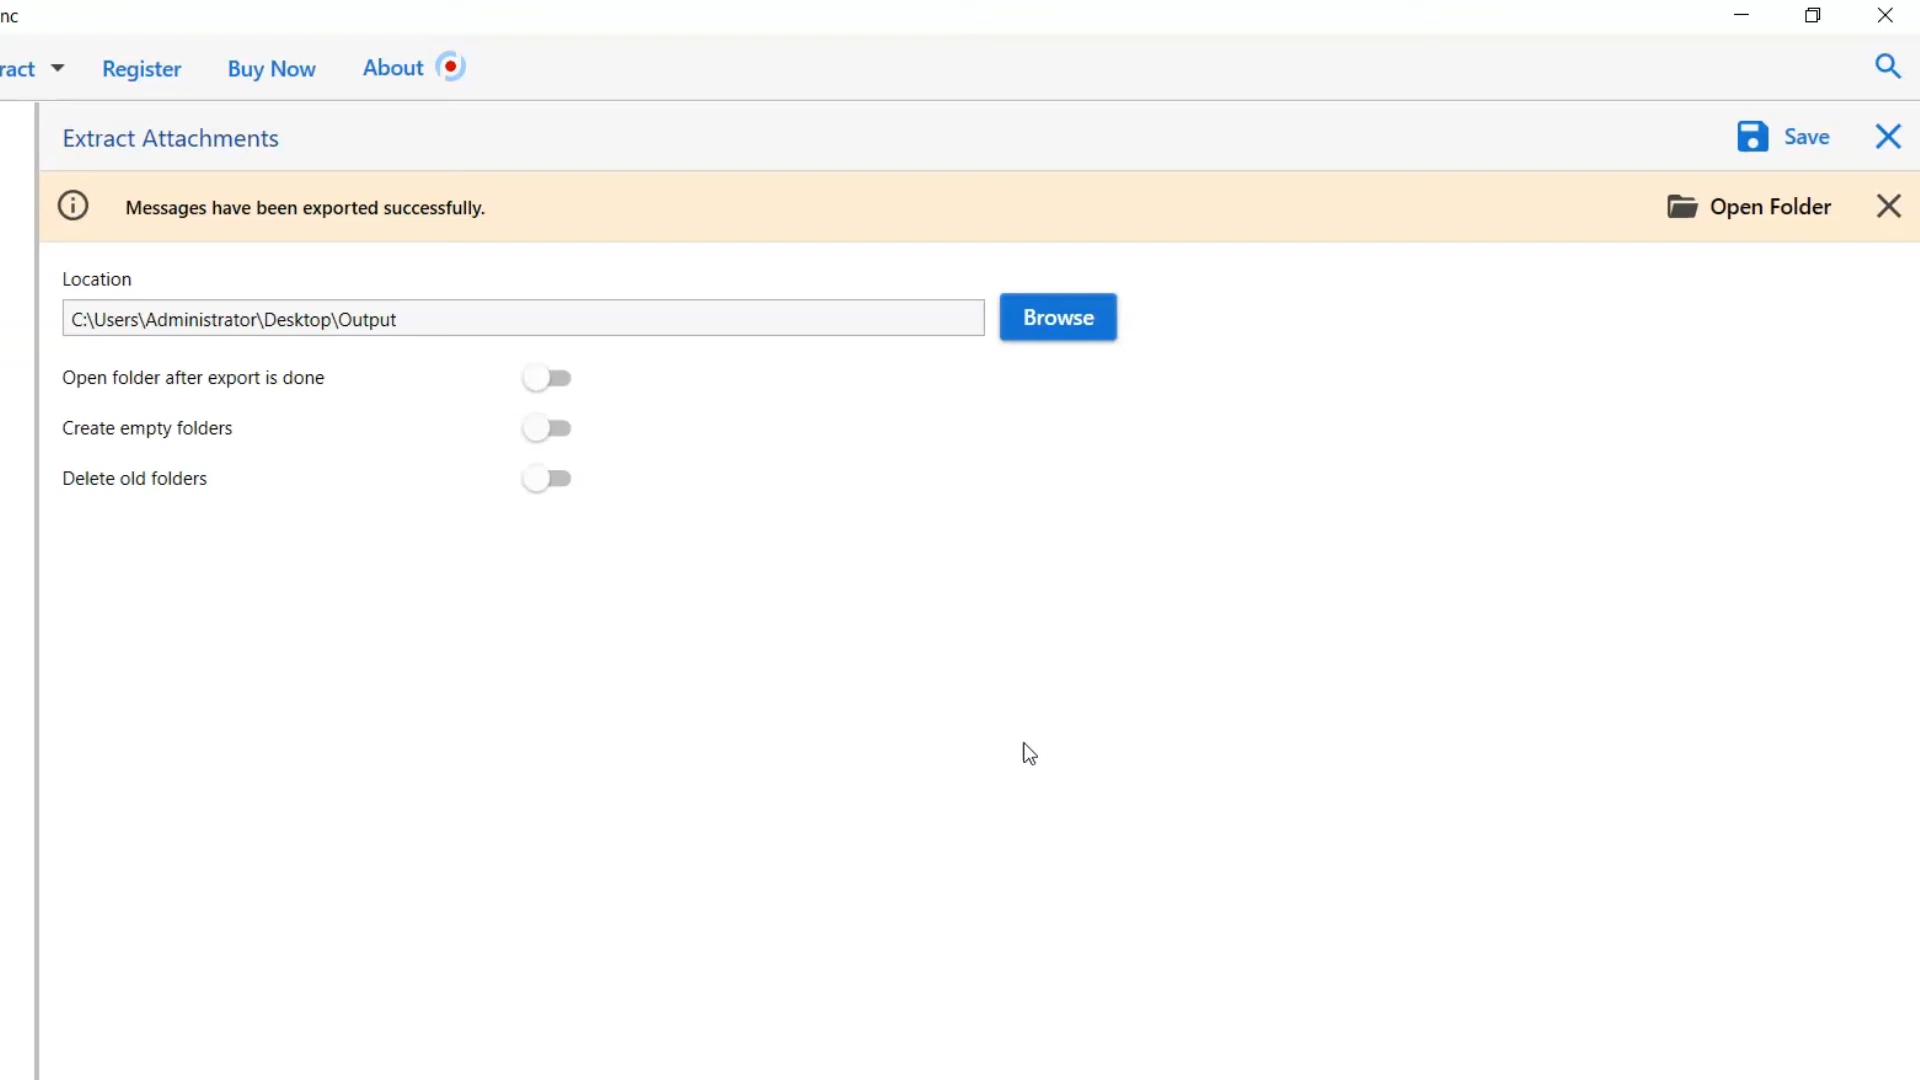 nc
ract
Register
Buy Now
About
Extract Attachments
Save
Messages have been exported successfully.
Open Folder
Location
C:\Users\Administrator\Desktop\Output
Browse
Open folder after export is done
Create empty folders
Delete old folders